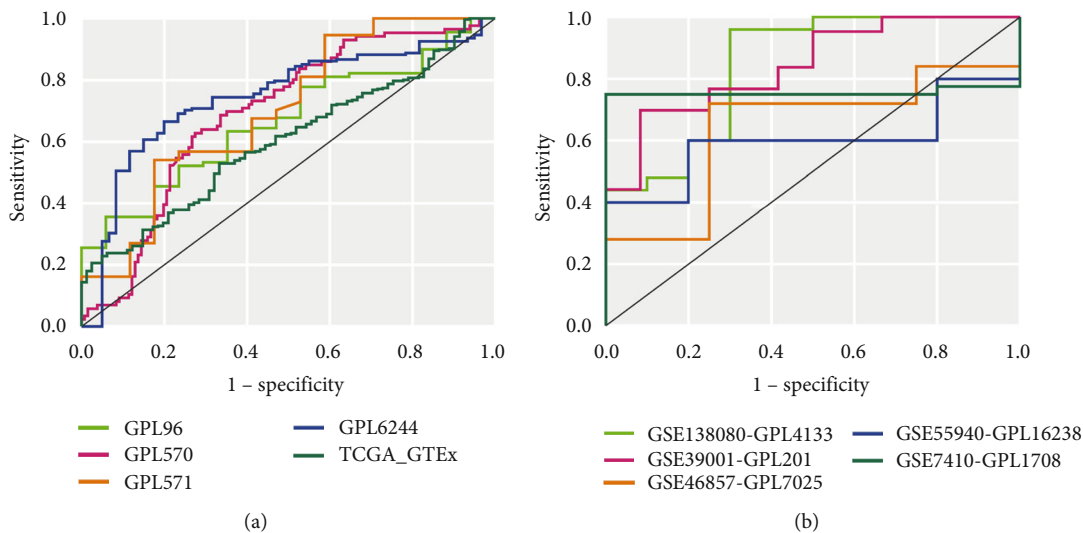 (a)
Sensitivity
1.0
0.8
0.6
0.4
0.2
0.0
0.0 0.2 0.4 0.6 0.8 1.0
1 – specificity
GPL96
GPL570
GPL571
GPL6244
TCGA_GTEx
(a)
Sensitivity
1.0
0.8
0.6
0.4
0.2
0.0
0.0 0.2 0.4 0.6 0.8 1.0
1 – specificity
GSE138080-GPL4133
GSE39001-GPL201
GSE46857-GPL7025
GSE55940-GPL16238
GSE7410-GPL1708
(b)